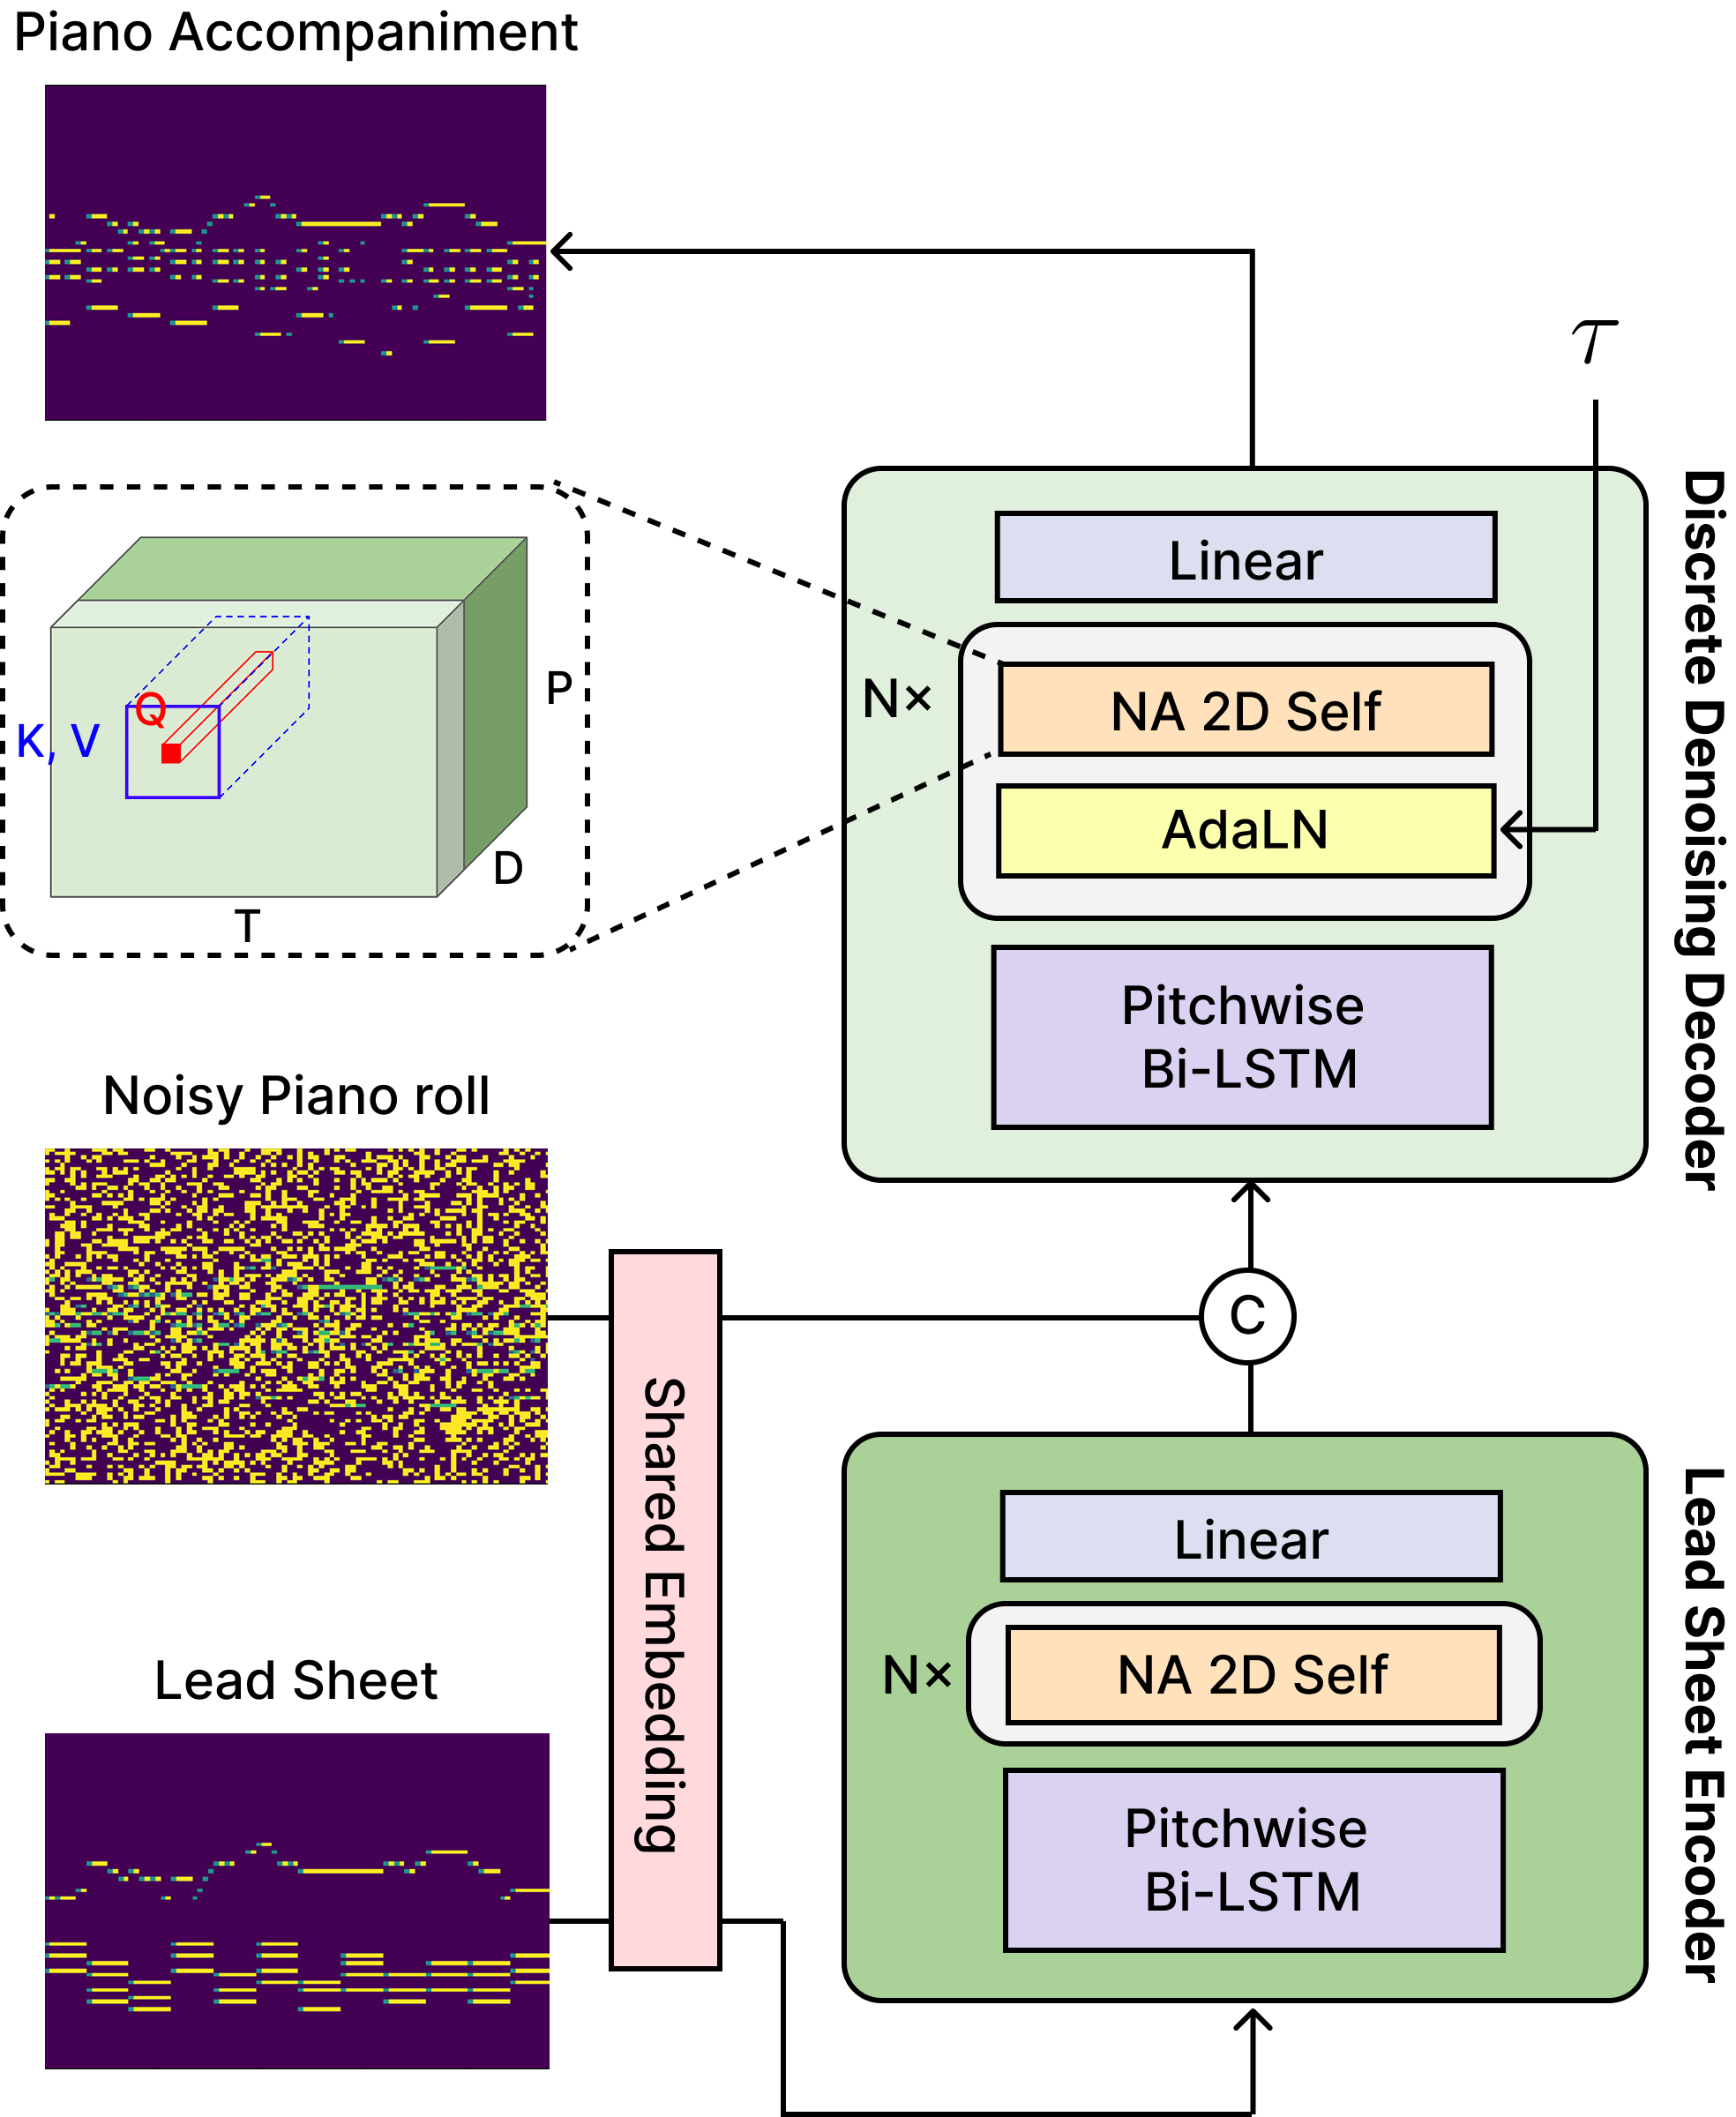 Piano Accompaniment
τ
Linear
N×
NA 2D Self
AdaLN
Pitchwise
Bi-LSTM
Discrete Denoising Decoder
Q
K, V
P
D
T
Noisy Piano roll
C
Shared Embedding
Linear
N×
NA 2D Self
Pitchwise
Bi-LSTM
Lead Sheet Encoder
Lead Sheet